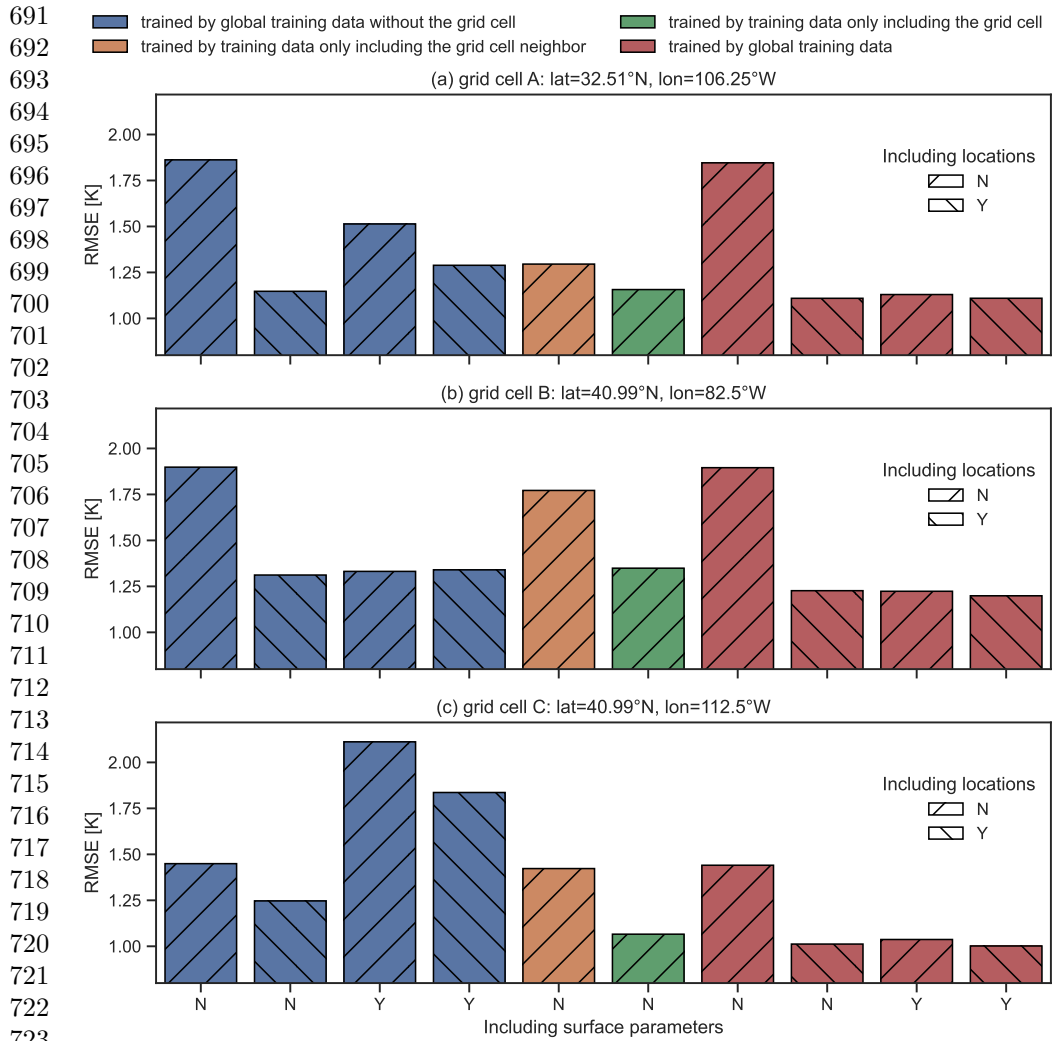 691
692
693
694
695
696
697
698
699
700
701
702
703
704
705
706
707
708
709
710
711
712
713
714
715
716
717
718
719
720
721
722
723
trained by global training data without the grid cell
trained by training data only including the grid cell neighbor
trained by training data only including the grid cell
trained by global training data
(a) grid cell A: lat=32.51°N, lon=106.25°W
RMSE [K]
2.00
1.75
1.50
1.25
1.00
Including locations
N
Y
(b) grid cell B: lat=40.99°N, lon=82.5°W
RMSE [K]
2.00
1.75
1.50
1.25
1.00
Including locations
N
Y
(c) grid cell C: lat=40.99°N, lon=112.5°W
RMSE [K]
2.00
1.75
1.50
1.25
1.00
Including locations
N
Y
N N Y Y N N N N Y Y
Including surface parameters